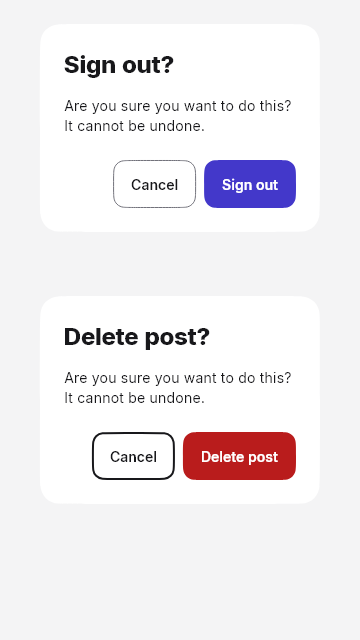 Sign out?
Are you sure you want to do this?
It cannot be undone.
Cancel
Sign out
Delete post?
Are you sure you want to do this?
It cannot be undone.
Cancel
Delete post